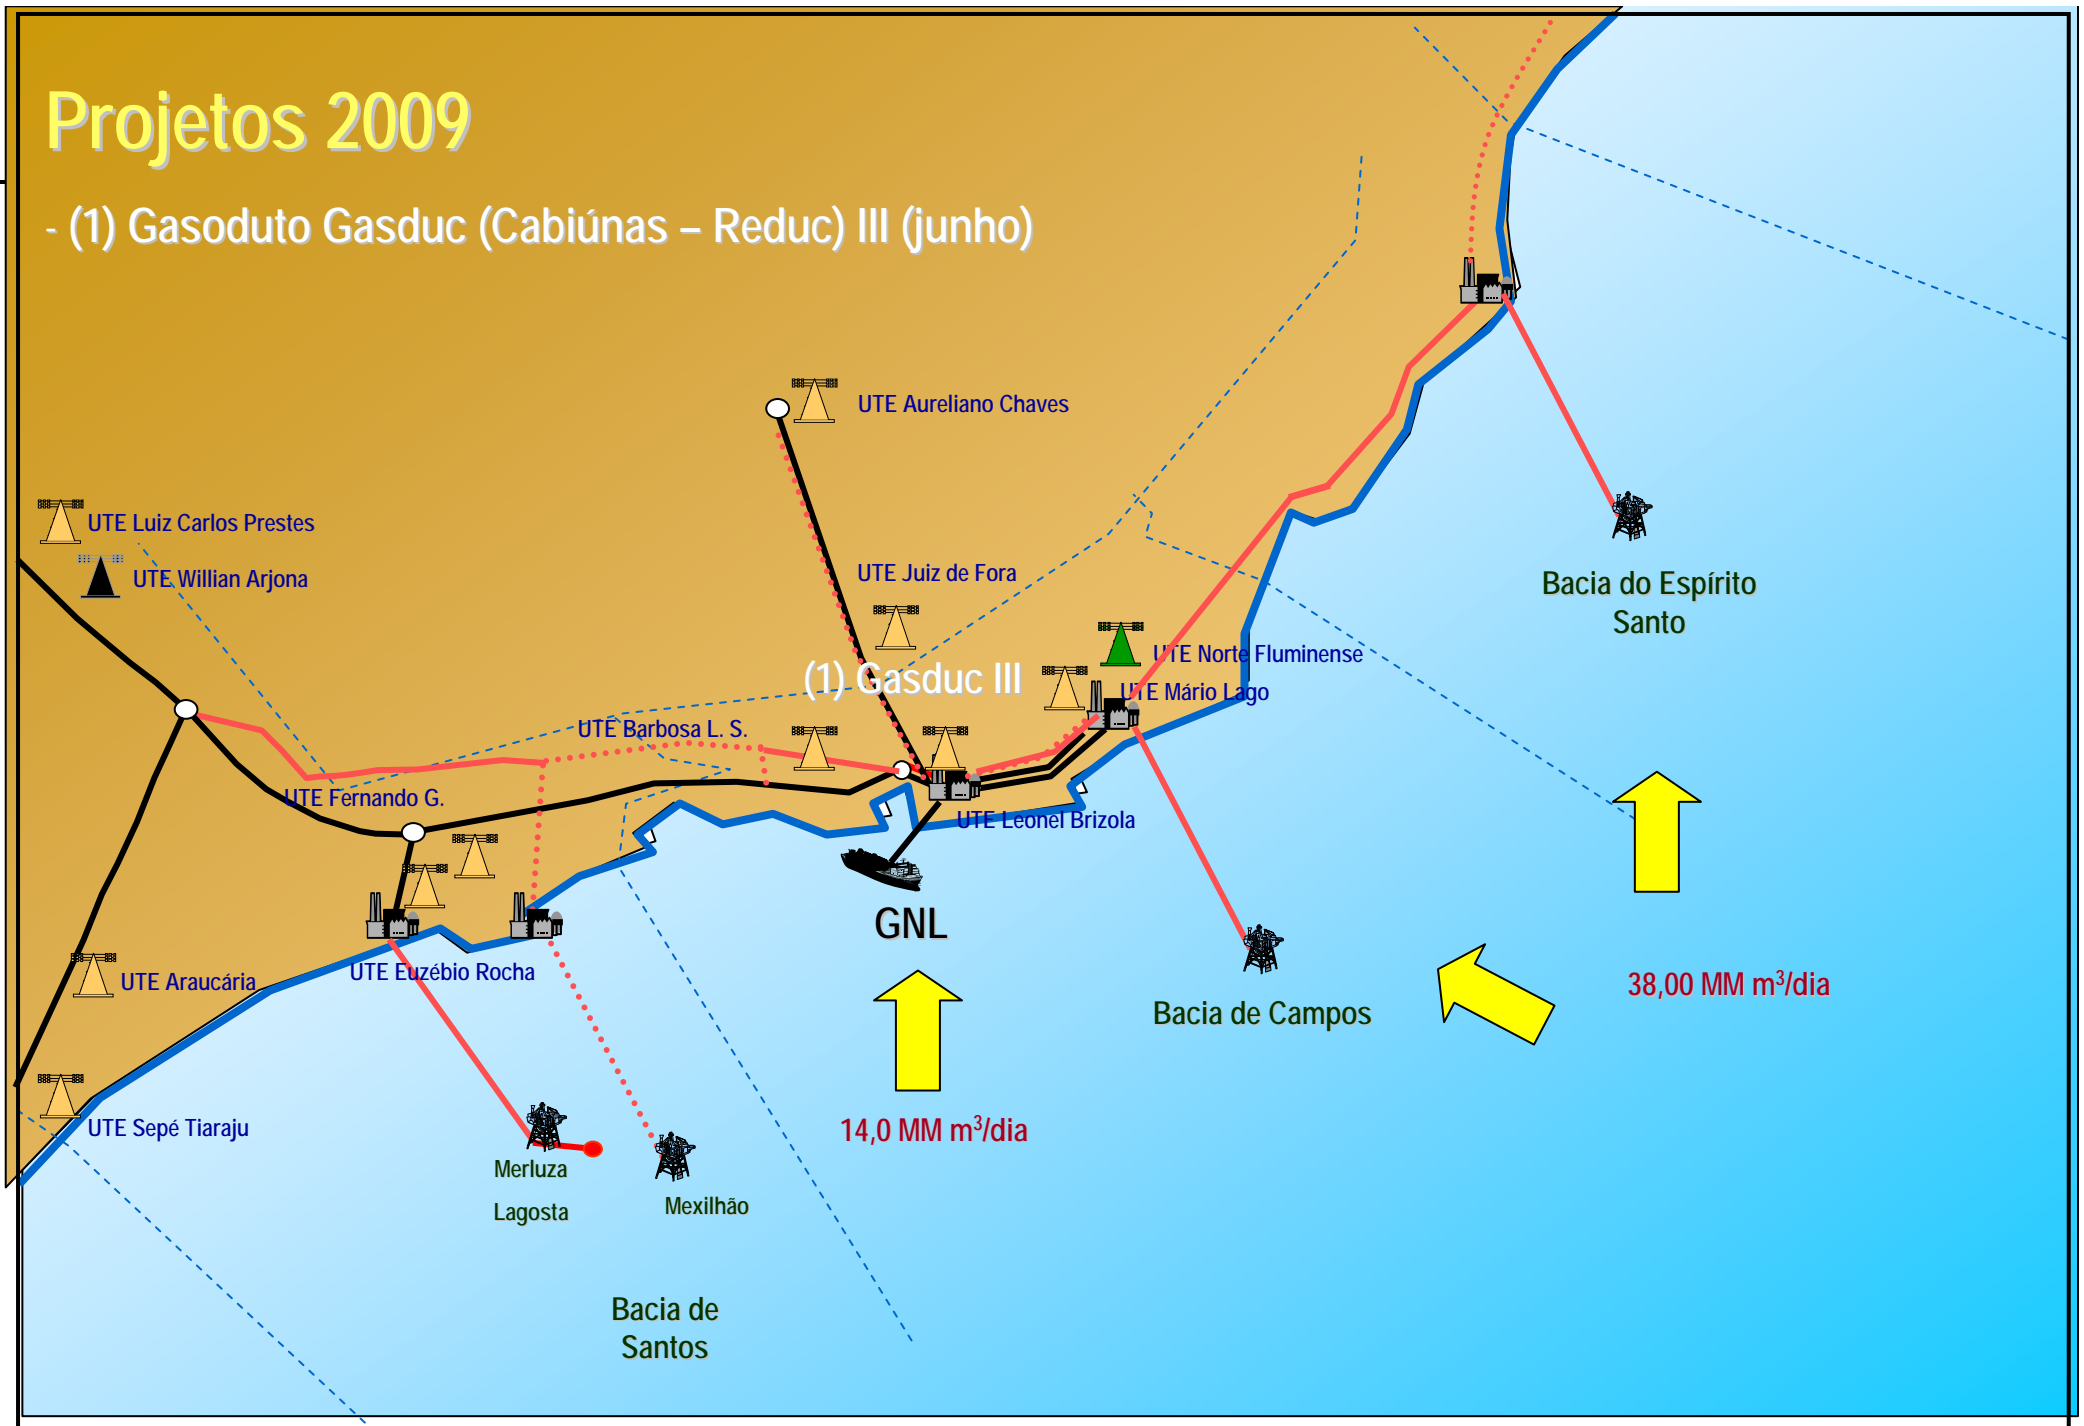 Projetos 2009
- (1) Gasoduto Gasduc (Cabiúnas – Reduc) III (junho)
UTE Aureliano Chaves
UTE Luiz Carlos Prestes
UTE Willian Arjona
UTE Juiz de Fora
Bacia do Espírito
Santo
UTE Norte Fluminense
(1) Gasduc III
UTE Mário Lago
UTE Barbosa L. S.
UTE Fernando G.
UTE Leonel Brizola
GNL
UTE Euzébio Rocha
UTE Araucária
38,00 MM m³/dia
Bacia de Campos
14,0 MM m³/dia
UTE Sepé Tiaraju
Merluza
Lagosta
Mexilhão
Bacia de
Santos